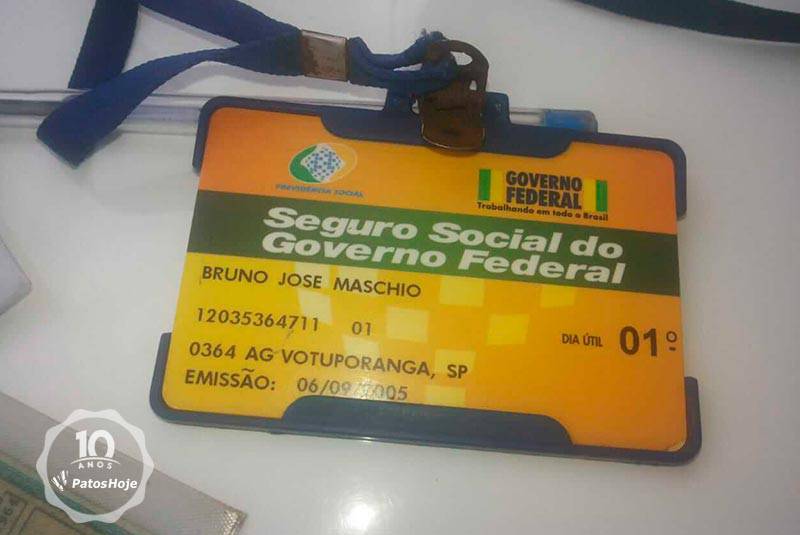 PREVIDÊNCIA SOCIAL
GOVERNO
FEDERAL
Trabalhando em todo o Brasil
Seguro Social do
Governo Federal
BRUNO JOSE MASCHIO
12035364711 01
DIA ÚTIL 01º
0364 AG VOTUPORANGA, SP
EMISSÃO: 06/09/2005
10
ANOS
PatosHoje